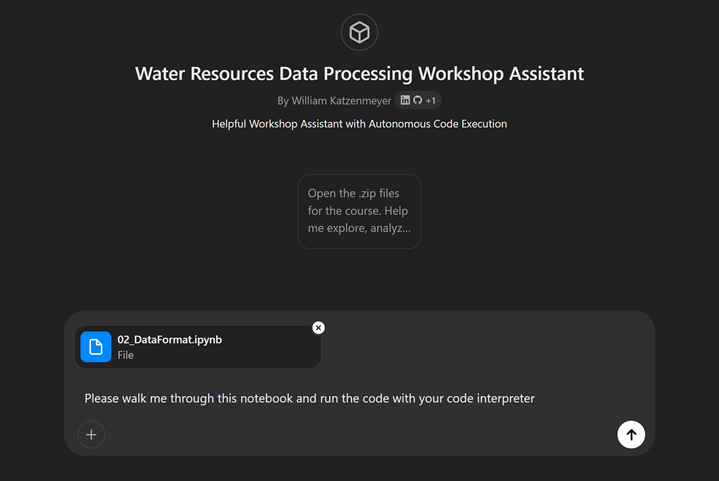 Water Resources Data Processing Workshop Assistant
By William Katzenmeyer in +1
Helpful Workshop Assistant with Autonomous Code Execution
Open the .zip files
for the course. Help
me explore, analyz...
02_DataFormat.ipynb
File
Please walk me through this notebook and run the code with your code interpreter